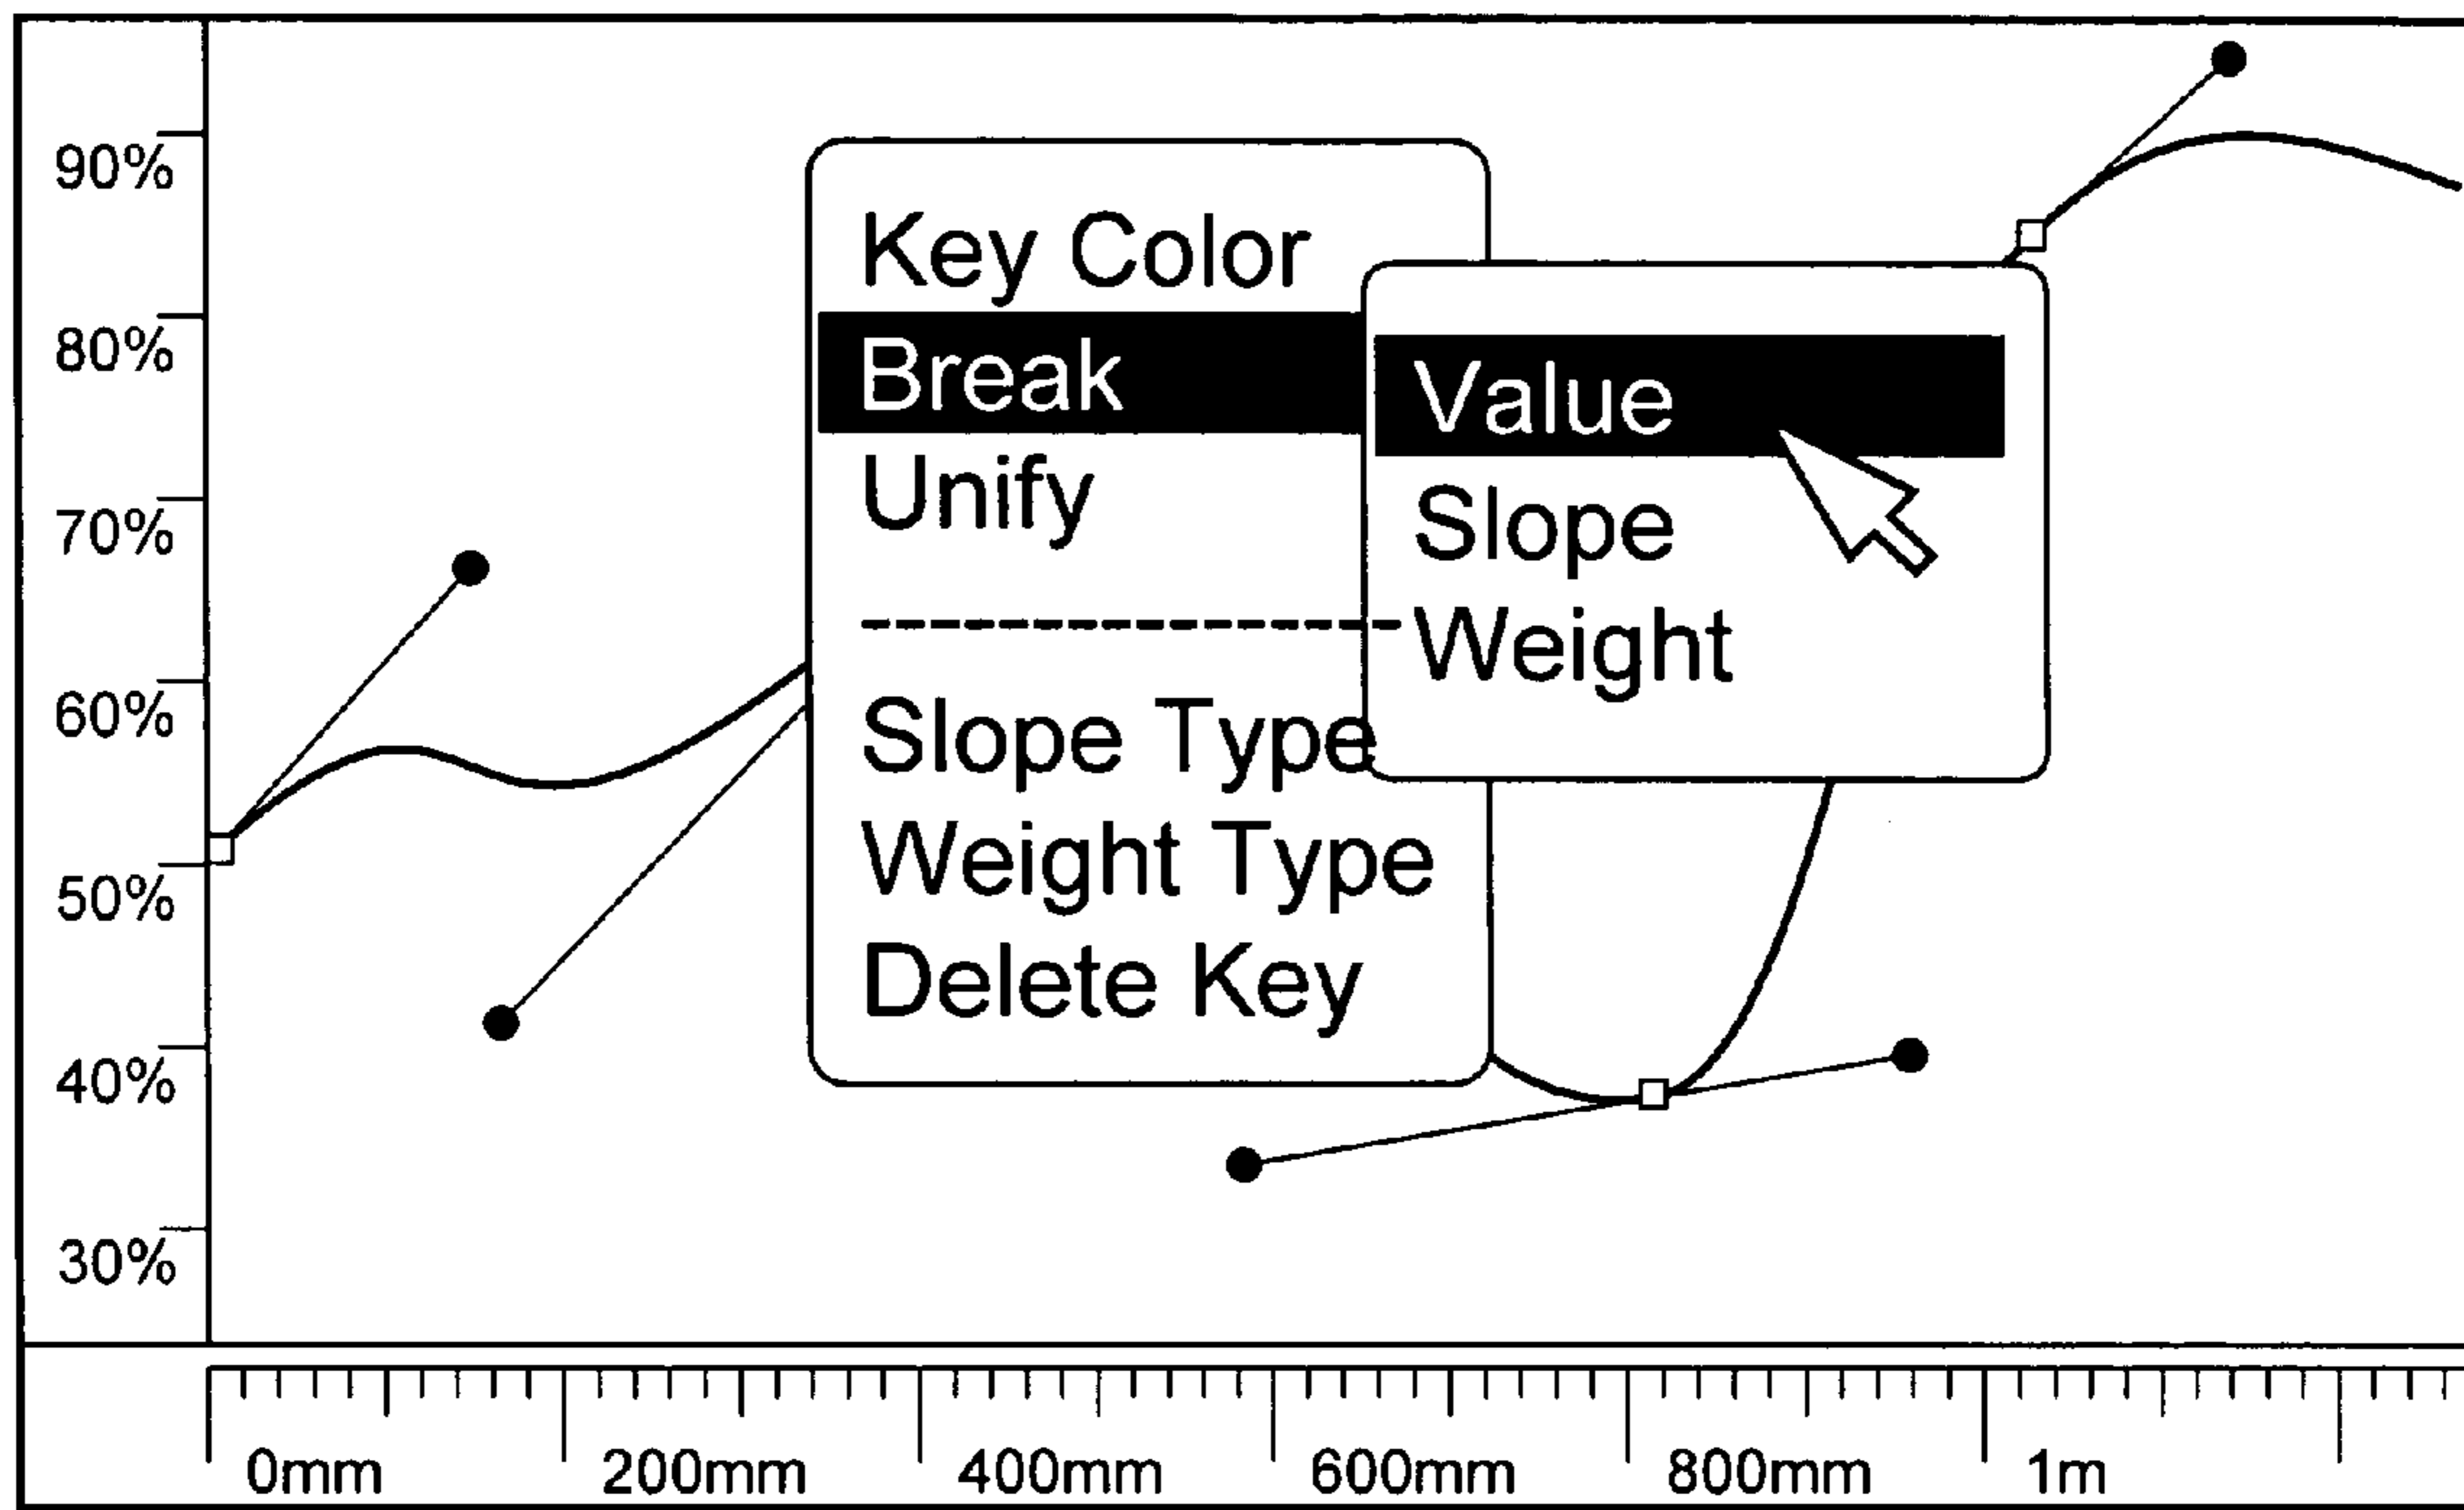 90%
80%
70%
60%
50%
40%
30%
Key Color
Break
Unify
Slope Type
Weight Type
Delete Key
Value
Slope
Weight
0mm 200mm 400mm 600mm 800mm 1m